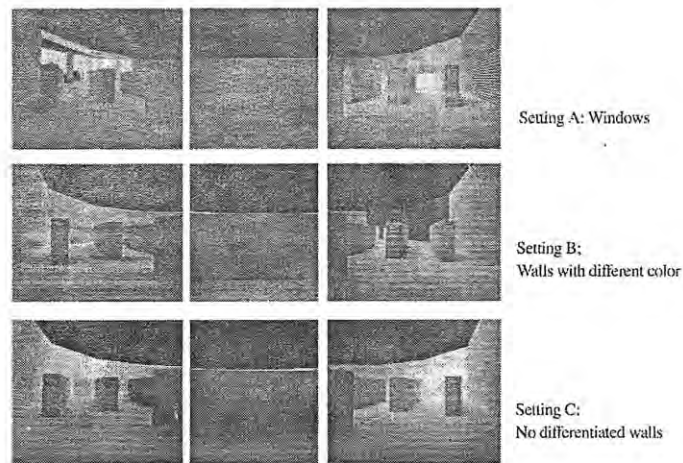 Setting A: Windows
Setting B;
Walls with different color
Setting C:
No differentiated walls